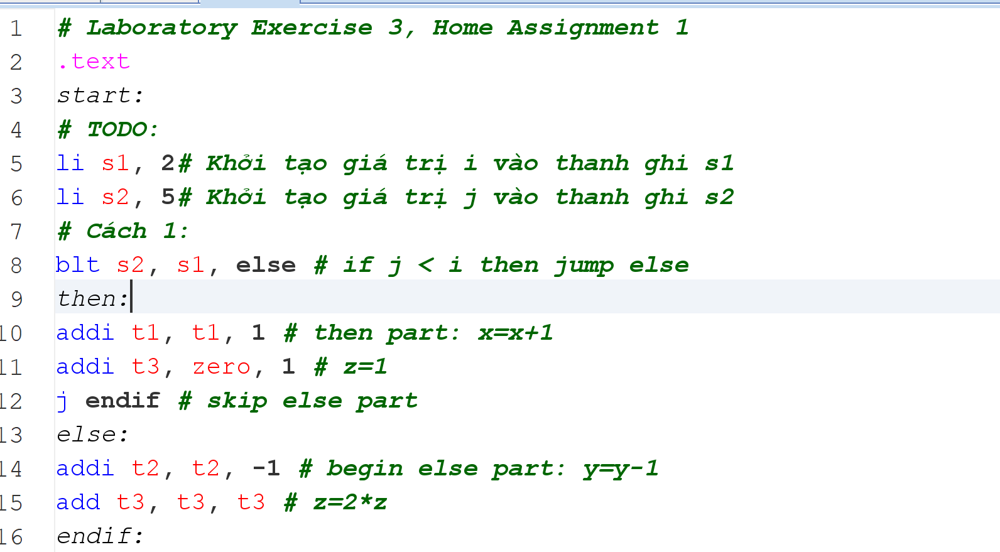 1 # Laboratory Exercise 3, Home Assignment 1
2 .text
3 start:
4 # TODO:
5 li s1, 2# Khởi tạo giá trị i vào thanh ghi s1
6 li s2, 5# Khởi tạo giá trị j vào thanh ghi s2
7 # Cách 1:
8 blt s2, s1, else # if j < i then jump else
9 then:
10 addi t1, t1, 1 # then part: x=x+1
11 addi t3, zero, 1 # z=1
12 j endif # skip else part
13 else:
14 addi t2, t2, -1 # begin else part: y=y-1
15 add t3, t3, t3 # z=2*z
16 endif: